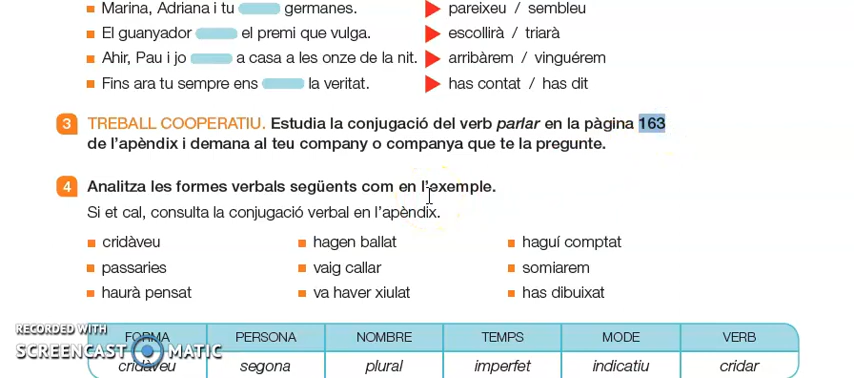 Marina, Adriana i tu germanes. pareixeu / sembleu
El guanyador el premi que vulga. escollirà / triarà
Ahir, Pau i jo a casa a les onze de la nit. arribàrem / vinguérem
Fins ara tu sempre ens la veritat. has contat / has dit
3 TREBALL COOPERATIU. Estudia la conjugació del verb parlar en la pàgina 163
de l'apèndix i demana al teu company o companya que te la pregunte.
4 Analitza les formes verbals següents com en l'exemple.
Si et cal, consulta la conjugació verbal en l'apèndix.
cridàveu hagen ballat haguí comptat
passaries vaig callar somiarem
haurà pensat va haver xiulat has dibuixat
RECORDED WITH
SCREENCAST MATIC
FORMA PERSONA NOMBRE TEMPS MODE VERB
cridàveu segona plural imperfet indicatiu cridar